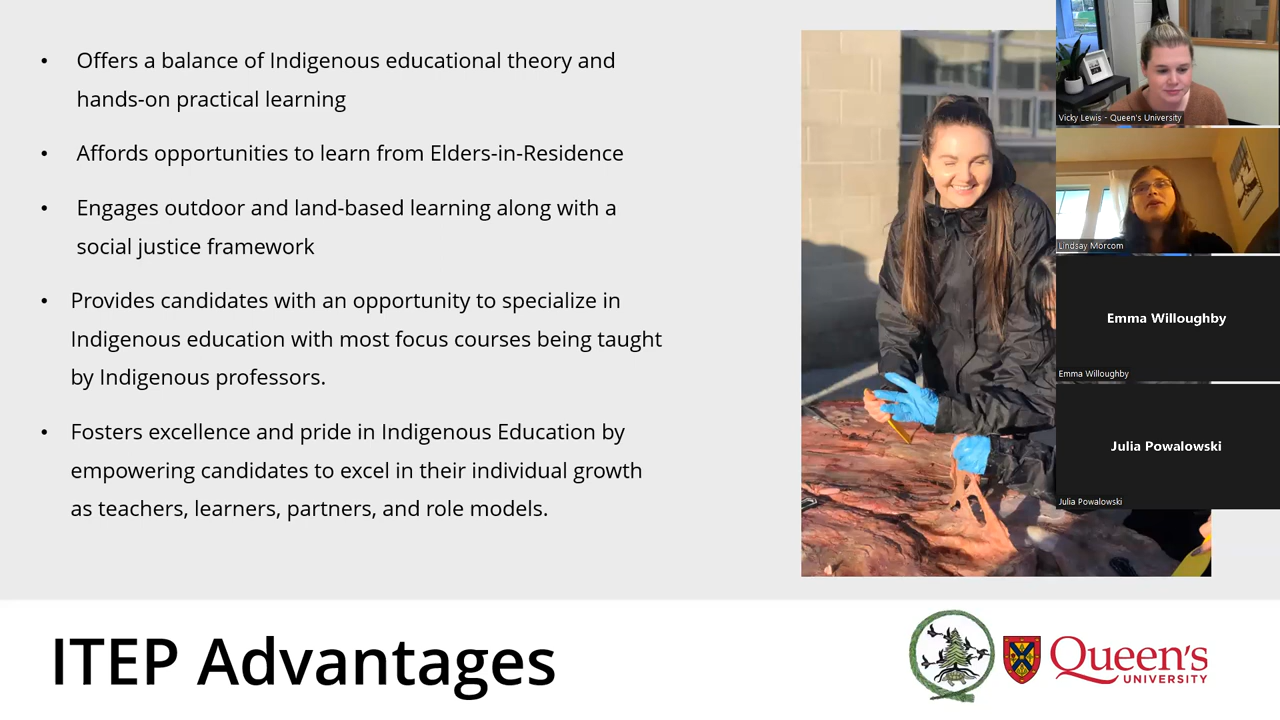 • Offers a balance of Indigenous educational theory and
hands-on practical learning
• Affords opportunities to learn from Elders-in-Residence
• Engages outdoor and land-based learning along with a
social justice framework
• Provides candidates with an opportunity to specialize in
Indigenous education with most focus courses being taught
by Indigenous professors.
• Fosters excellence and pride in Indigenous Education by
empowering candidates to excel in their individual growth
as teachers, learners, partners, and role models.
Vicky Lewis - Queen's University
Lindsay Morcom
Emma Willoughby
Emma Willoughby
Julia Powalowski
Julia Powalowski
ITEP Advantages
Queen's
UNIVERSITY